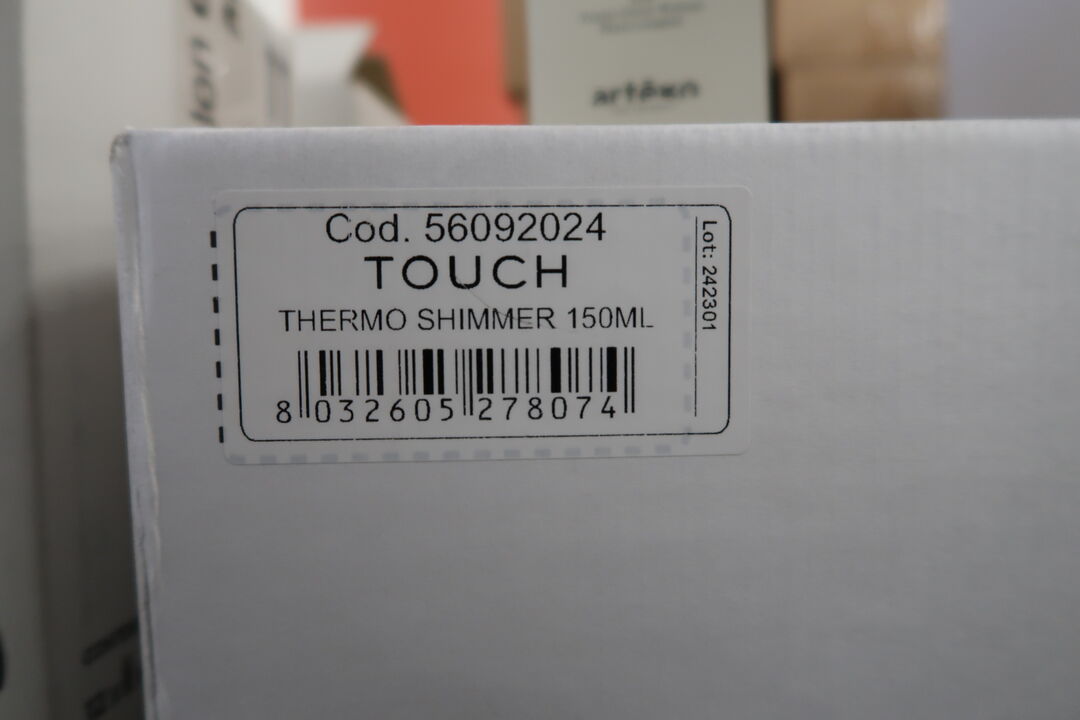 artègo
Cod. 56092024
TOUCH
THERMO SHIMMER 150ML
8 032605 278074
Lot: 242301